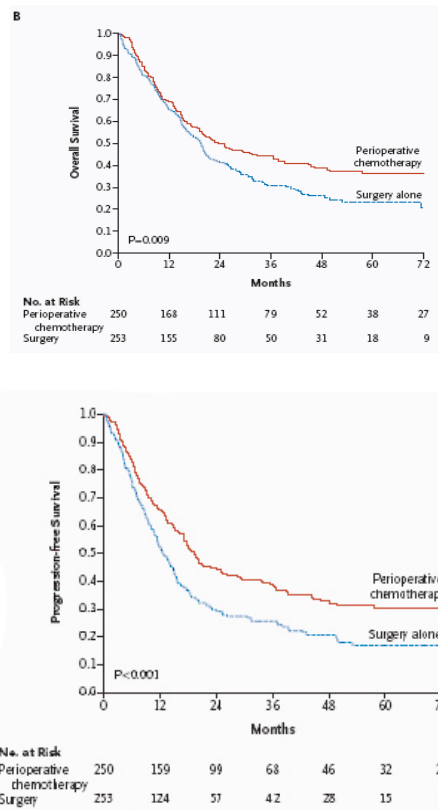 B
1.0
0.9
0.8
0.7
0.6
0.5
0.4
0.3
0.2
0.1
0.0
Overall Survival
Perioperative
chemotherapy
Surgery alone
P=0.009
0 12 24 36 48 60 72
Months
No. at Risk
Perioperative 250 168 111 79 52 38 27
chemotherapy
Surgery 253 155 80 50 31 18 9
1.0
0.9
0.8
0.7
0.6
0.5
0.4
0.3
0.2
0.1
0.0
Progression-free Survival
Perioperative
chemotherapy
Surgery alone
P<0.001
0 12 24 36 48 60
Months
No. at Risk
Perioperative 250 159 99 68 46 32
chemotherapy
Surgery 253 124 57 42 28 15